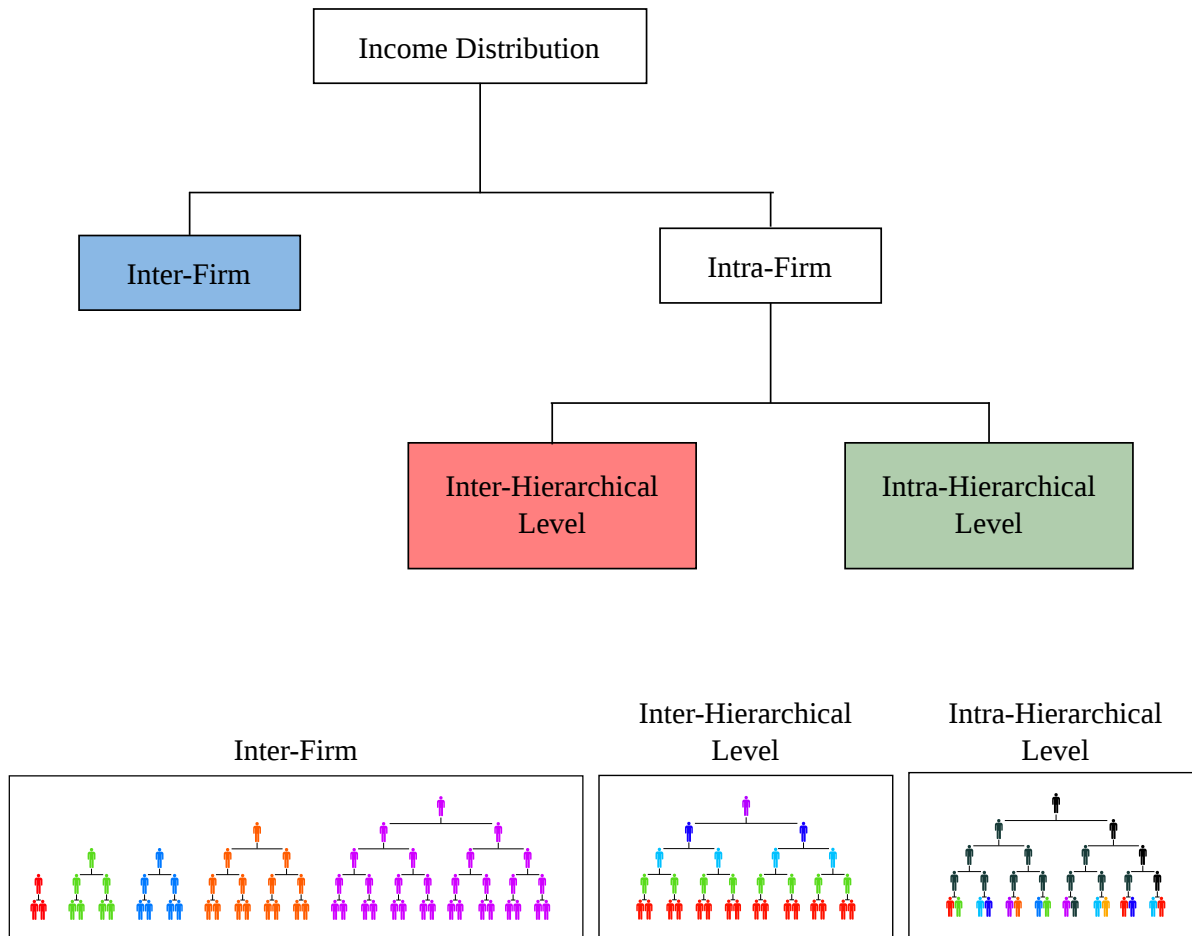 Income Distribution
Inter-Firm
Intra-Firm
Inter-Hierarchical
Level
Intra-Hierarchical
Level
Inter-Firm
Inter-Hierarchical
Level
Intra-Hierarchical
Level